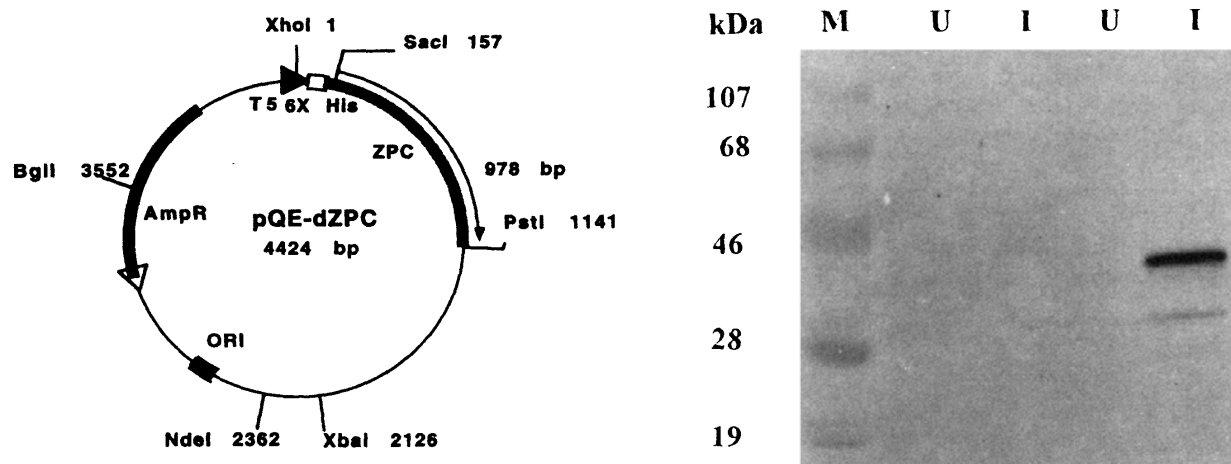 XhoI 1
SacI 157
T5 6X His
ZPC
BglI 3552
978 bp
AmpR
pQE-dZPC
PstI 1141
4424 bp
ORI
NdeI 2362
XbaI 2126
kDa M U I U I
107
68
46
28
19